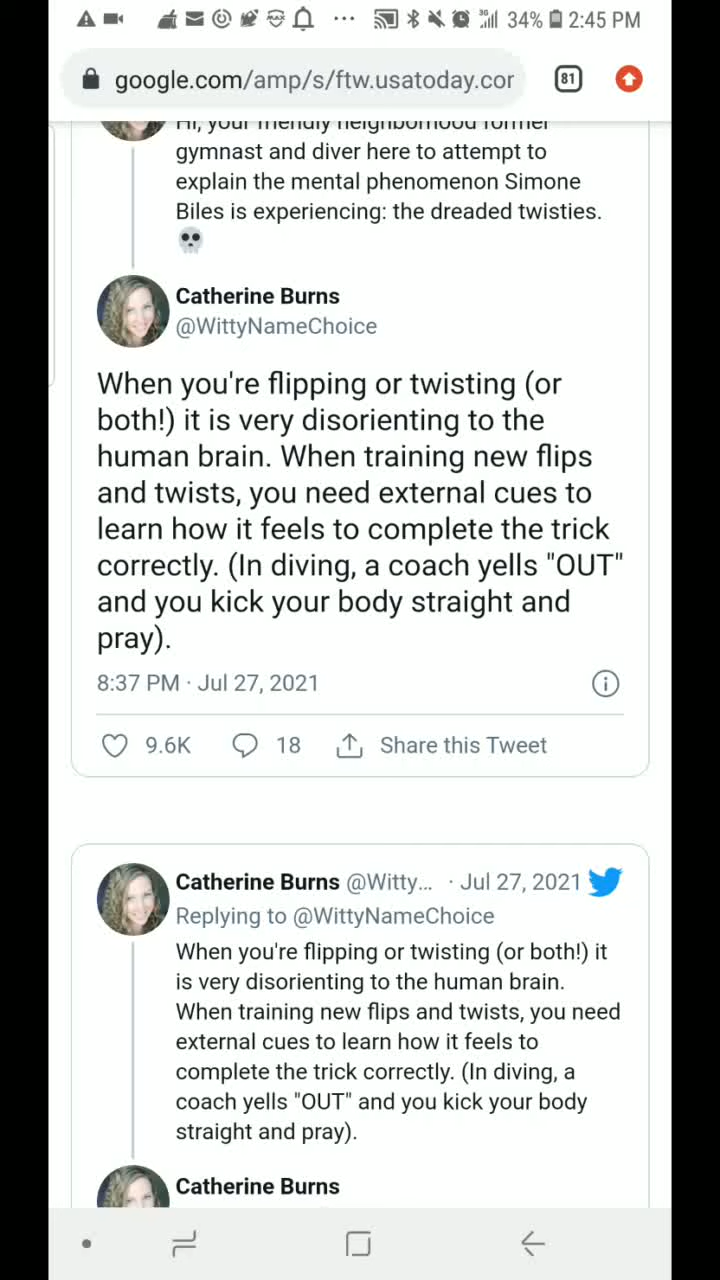 34% 2:45 PM
google.com/amp/s/ftw.usatoday.cor
81
Hi, your friendly neighborhood former
gymnast and diver here to attempt to
explain the mental phenomenon Simone
Biles is experiencing: the dreaded twisties.
Catherine Burns
@WittyNameChoice
When you're flipping or twisting (or
both!) it is very disorienting to the
human brain. When training new flips
and twists, you need external cues to
learn how it feels to complete the trick
correctly. (In diving, a coach yells "OUT"
and you kick your body straight and
pray).
8:37 PM · Jul 27, 2021
9.6K 18 Share this Tweet
Catherine Burns @Witty... · Jul 27, 2021
Replying to @WittyNameChoice
When you're flipping or twisting (or both!) it
is very disorienting to the human brain.
When training new flips and twists, you need
external cues to learn how it feels to
complete the trick correctly. (In diving, a
coach yells "OUT" and you kick your body
straight and pray).
Catherine Burns